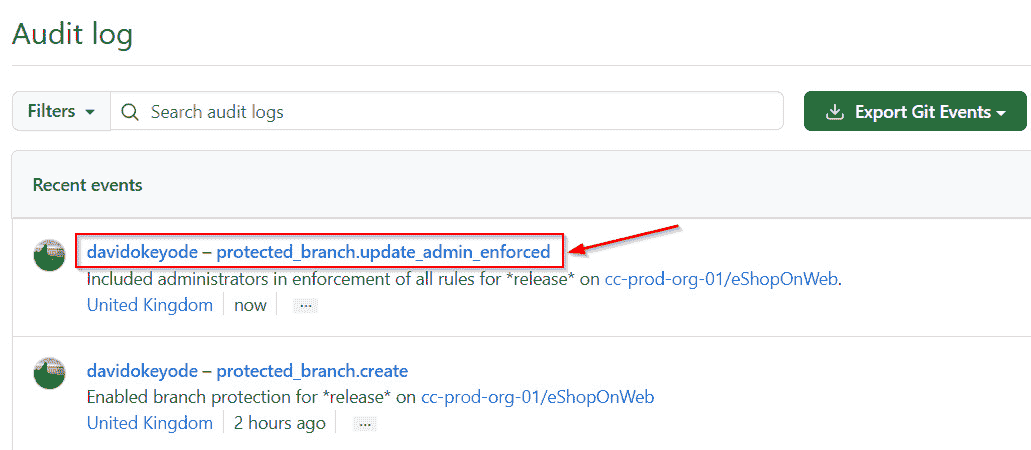 Audit log
Filters
Search audit logs
Export Git Events
Recent events
davidokeyode – protected_branch.update_admin_enforced
Included administrators in enforcement of all rules for *release* on cc-prod-org-01/eShopOnWeb.
United Kingdom now ...
davidokeyode – protected_branch.create
Enabled branch protection for *release* on cc-prod-org-01/eShopOnWeb
United Kingdom 2 hours ago ...